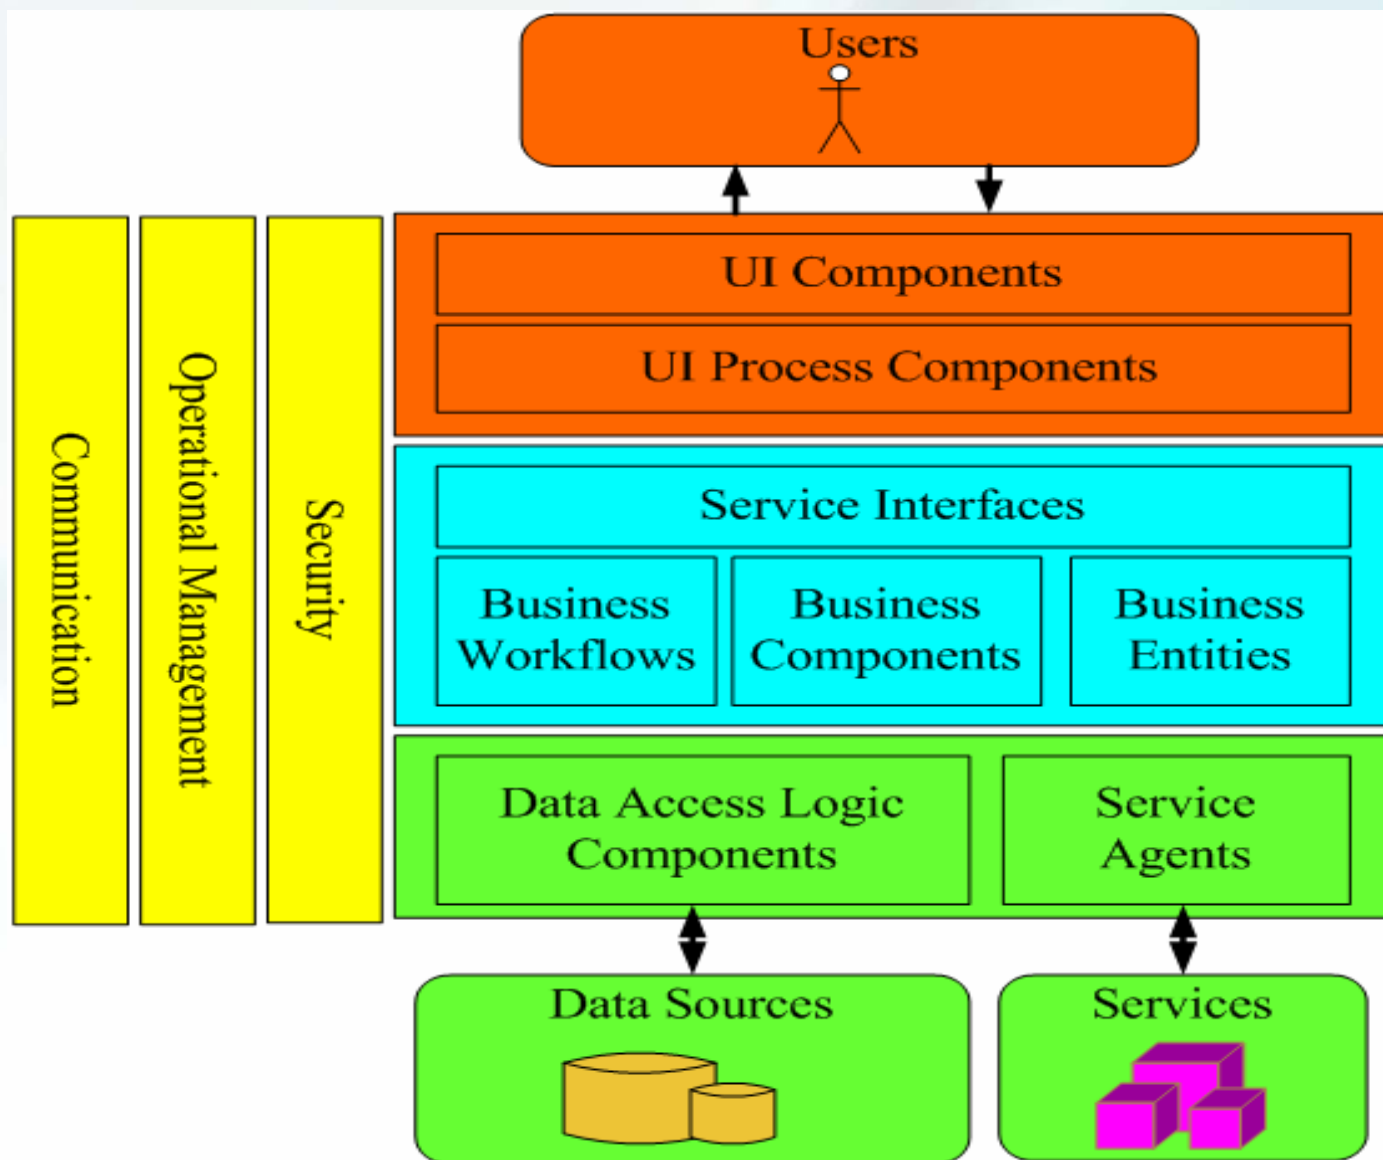 Users
Communication
Operational Management
Security
UI Components
UI Process Components
Service Interfaces
Business
Workflows
Business
Components
Business
Entities
Data Access Logic
Components
Service
Agents
Data Sources
Services